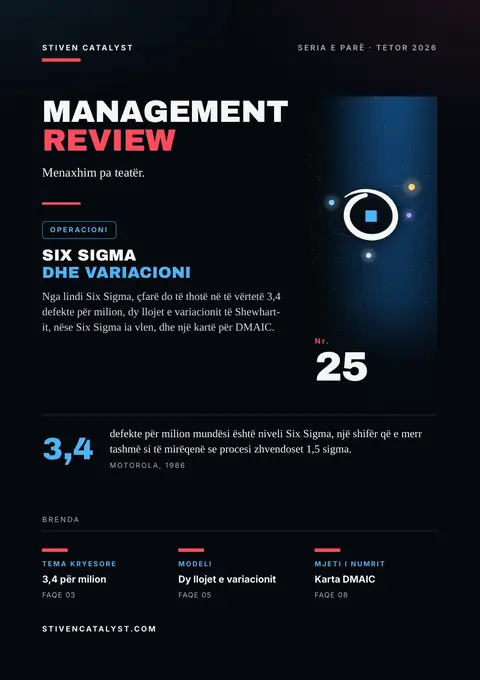 STIVEN CATALYST
SERIA E PARË · TETOR 2026
MANAGEMENT
REVIEW
Menaxhim pa teatër.
OPERACIONI
SIX SIGMA
DHE VARIACIONI
Nga lindi Six Sigma, çfarë do të thotë në të vërtetë 3,4
defekte për milion, dy llojet e variacionit të Shewhart-
it, nëse Six Sigma ia vlen, dhe një kartë për DMAIC.
Nr.
25
3,4
defekte për milion mundësi është niveli Six Sigma, një shifër që e merr
tashmë si të mirëqenë se procesi zhvendoset 1,5 sigma.
MOTOROLA, 1986
BRENDA
TEMA KRYESORE
3,4 për milion
FAQE 03
MODELI
Dy llojet e variacionit
FAQE 05
MJETI I NUMRIT
Karta DMAIC
FAQE 08
STIVENCATALYST.COM